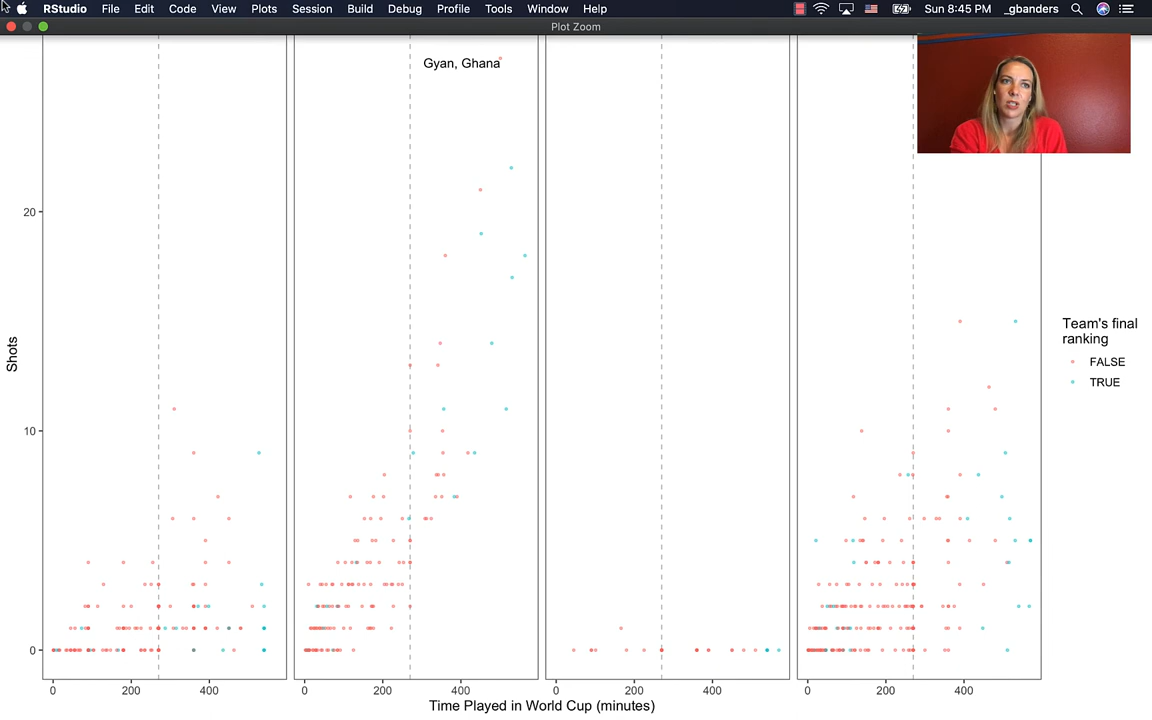 RStudio File Edit Code View Plots Session Build Debug Profile Tools Window Help Sun 8:45 PM _gbanders
Plot Zoom
Gyan, Ghana
20
10
0
Shots
0 200 400 0 200 400 0 200 400 0 200 400
Time Played in World Cup (minutes)
Team's final
ranking
FALSE
TRUE